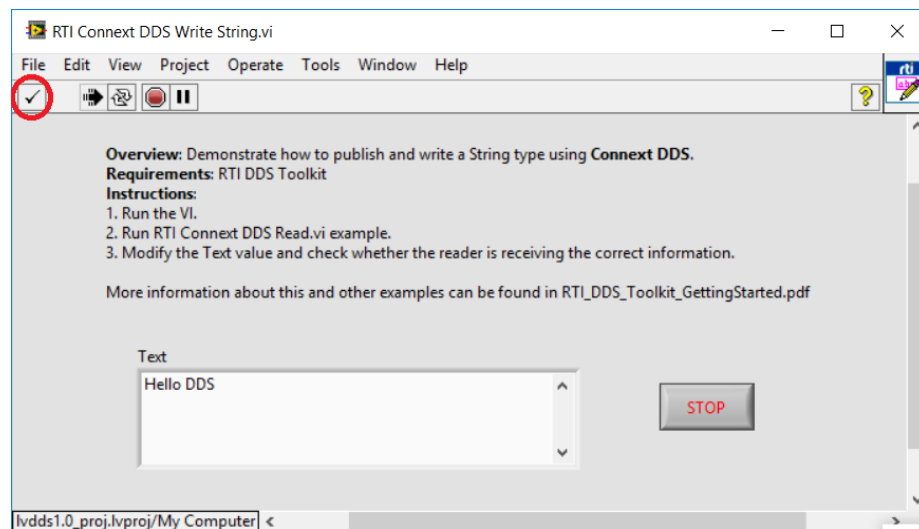 RTI Connext DDS Write String.vi
File Edit View Project Operate Tools Window Help
rti
Overview: Demonstrate how to publish and write a String type using Connext DDS.
Requirements: RTI DDS Toolkit
Instructions:
1. Run the VI.
2. Run RTI Connext DDS Read.vi example.
3. Modify the Text value and check whether the reader is receiving the correct information.
More information about this and other examples can be found in RTI_DDS_Toolkit_GettingStarted.pdf
Text
Hello DDS
STOP
lvdds1.0_proj.lvproj/My Computer